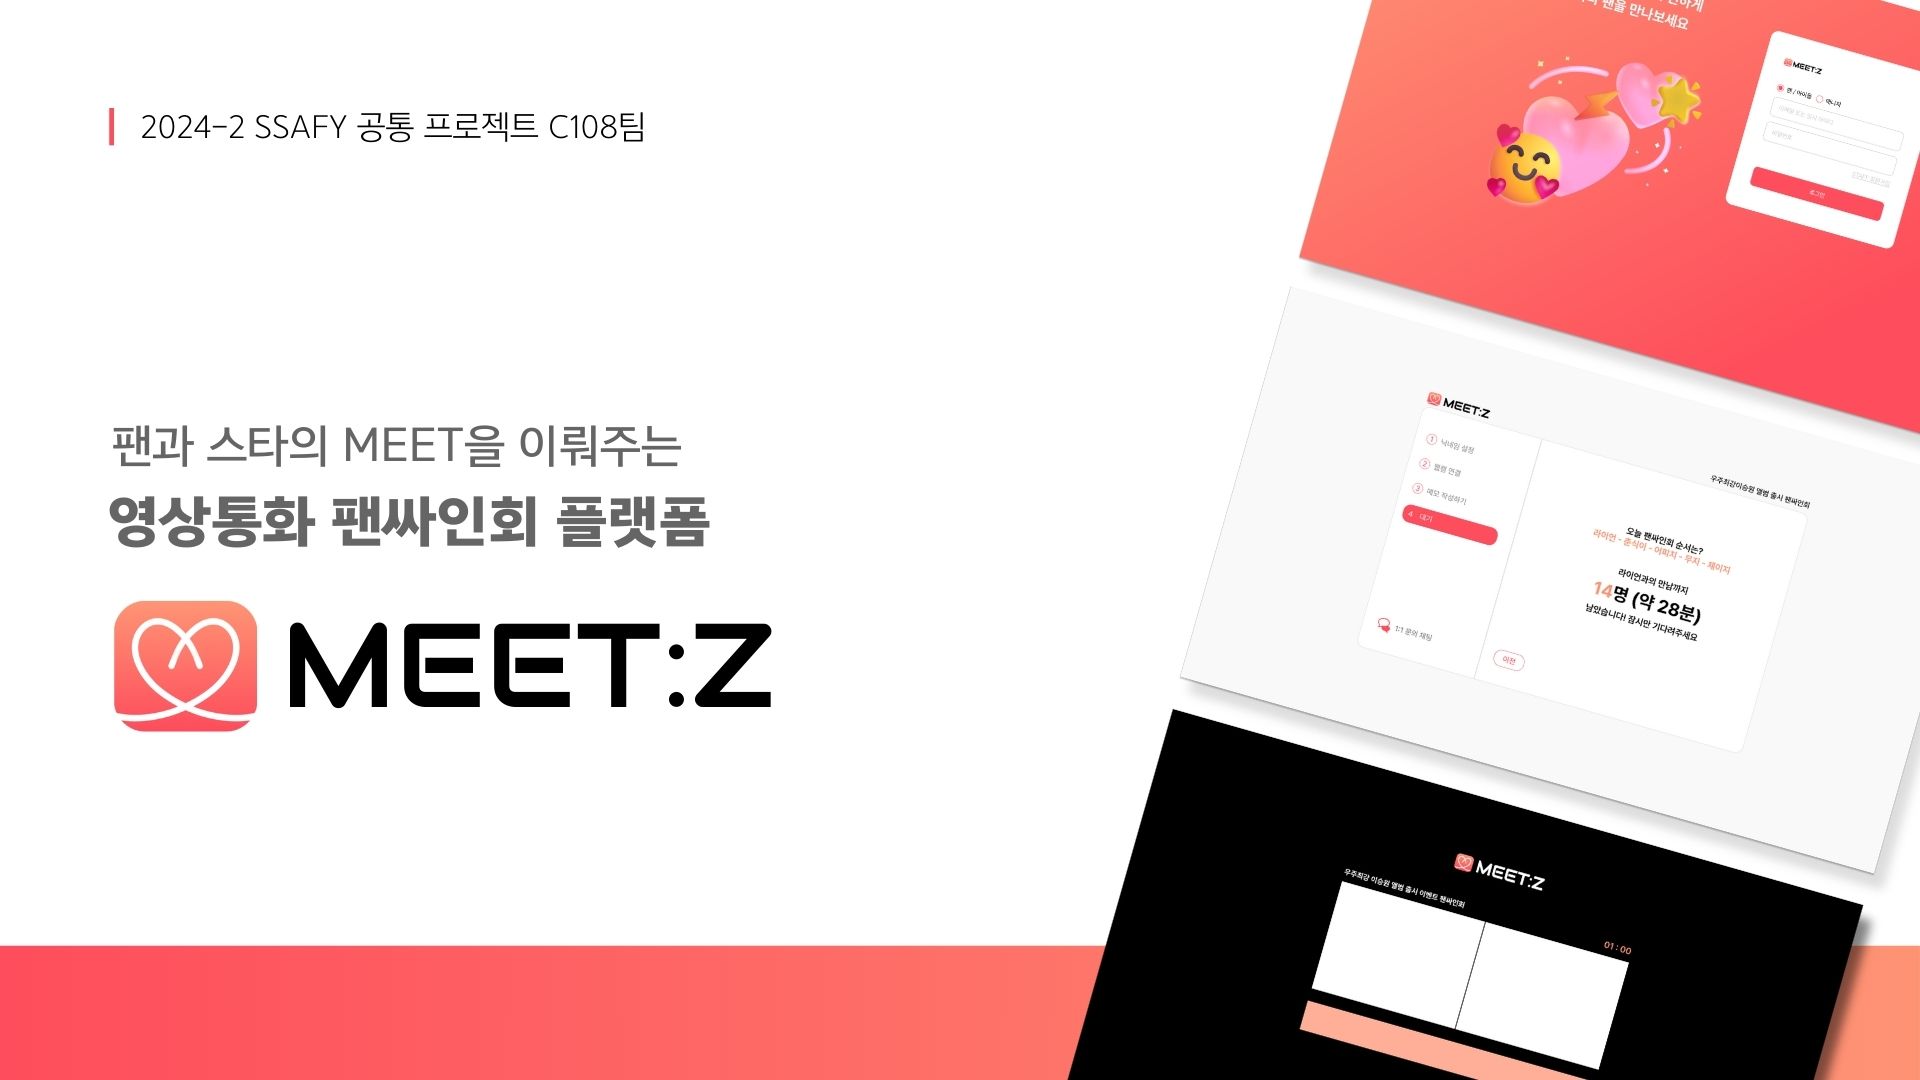 2024-2 SSAFY 공통 프로젝트 C108팀
팬과 스타의 MEET을 이뤄주는
영상통화 팬싸인회 플랫폼
MEET:Z
팬을 만나보세요
MEET:Z
팬 / 아이돌 매니저
비밀번호
로그인
MEET:Z
1 닉네임 설정
2 웹캠 연결
3 메모 작성하기
4 대기
1:1 문의 채팅
우주최강이승원 앨범 출시 팬싸인회
오늘 팬싸인회 순서는?
라이언 - 춘식이 - 어피치 - 무지 - 제이지
라이언과의 만남까지
14명 (약 28분)
남았습니다! 잠시만 기다려주세요
이전
MEET:Z
우주최강 이승원 앨범 출시 이벤트 팬싸인회
01 : 00